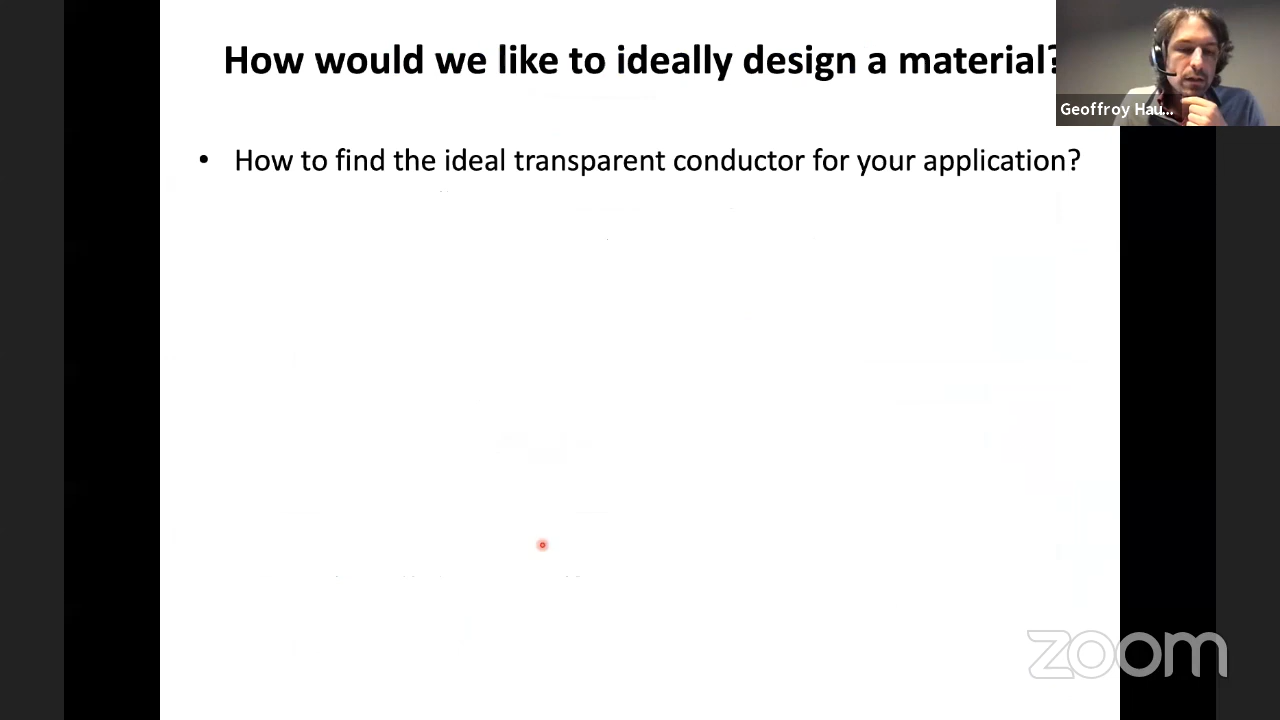 How would we like to ideally design a material?
Geoffroy Hau...
• How to find the ideal transparent conductor for your application?
zoom